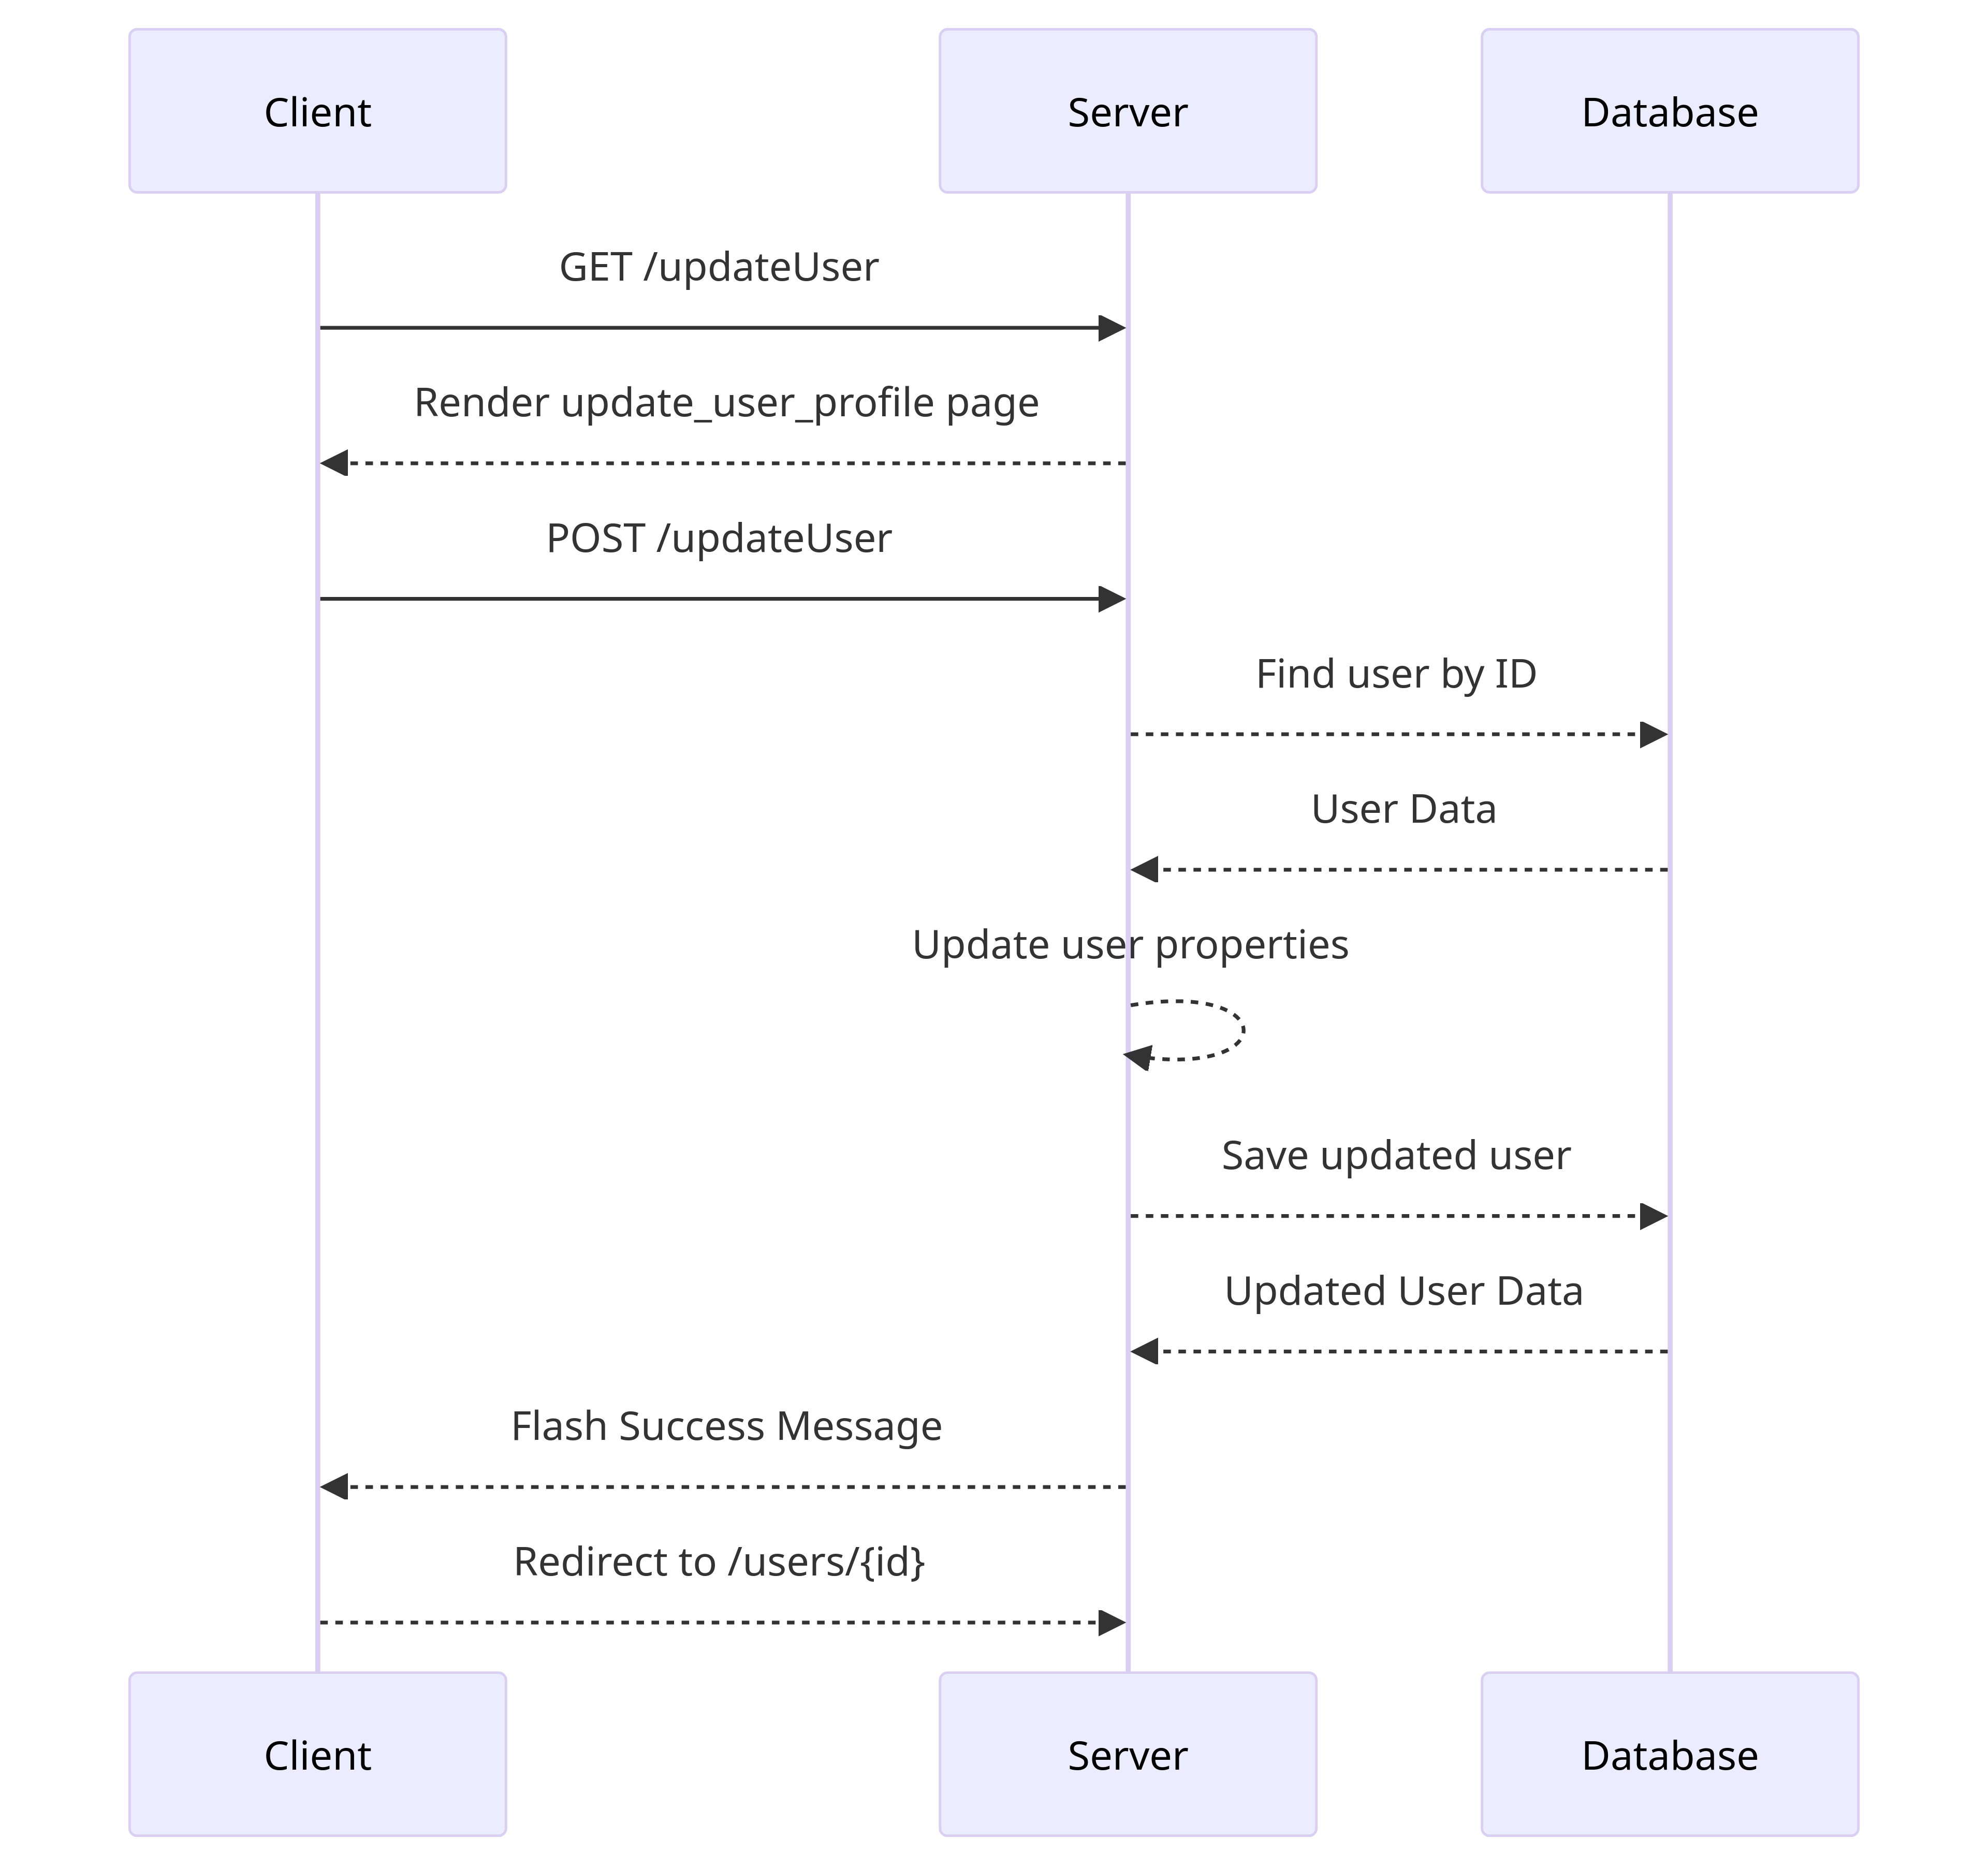 Client
Server
Database
GET /updateUser
Render update_user_profile page
POST /updateUser
Find user by ID
User Data
Update user properties
Save updated user
Updated User Data
Flash Success Message
Redirect to /users/{id}
Client
Server
Database